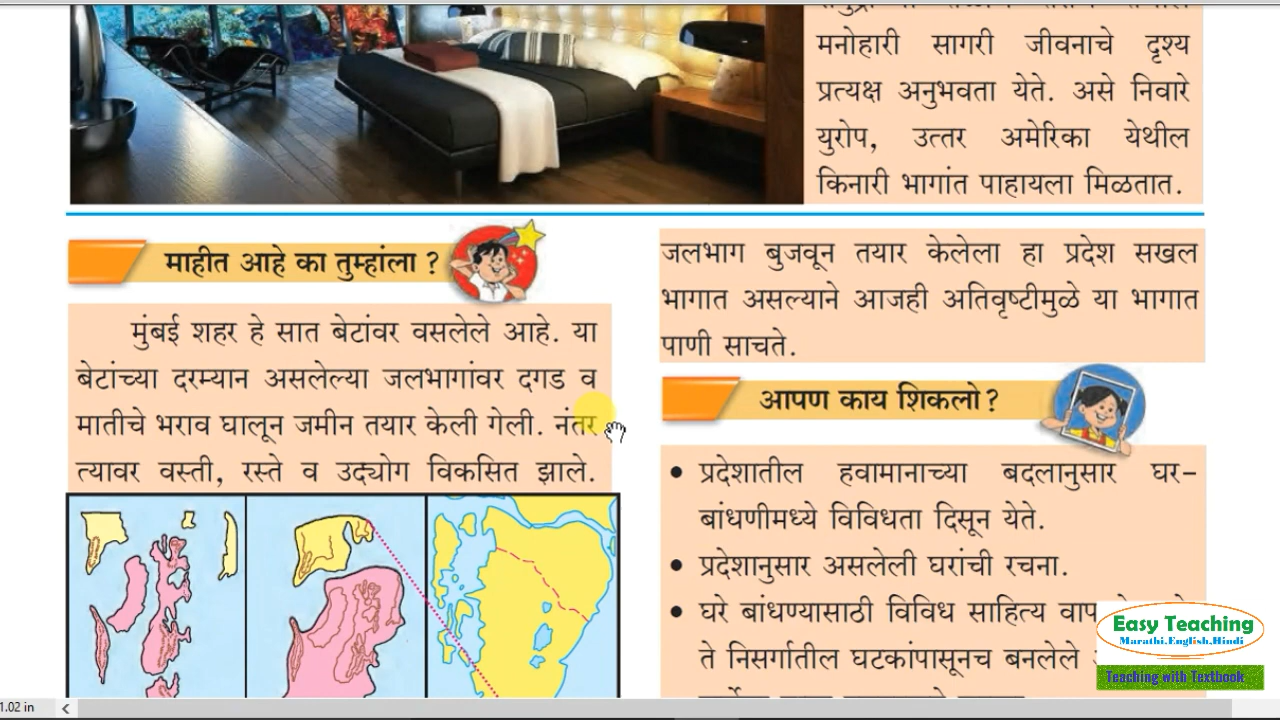 मनोहारी सागरी जीवनाचे दृश्य
प्रत्यक्ष अनुभवता येते. असे निवारे
युरोप, उत्तर अमेरिका येथील
किनारी भागांत पाहायला मिळतात.
माहीत आहे का तुम्हांला ?
मुंबई शहर हे सात बेटांवर वसलेले आहे. या
बेटांच्या दरम्यान असलेल्या जलभागांवर दगड व
मातीचे भराव घालून जमीन तयार केली गेली. नंतर
त्यावर वस्ती, रस्ते व उद्योग विकसित झाले.
जलभाग बुजवून तयार केलेला हा प्रदेश सखल
भागात असल्याने आजही अतिवृष्टीमुळे या भागात
पाणी साचते.
आपण काय शिकलो ?
• प्रदेशातील हवामानाच्या बदलानुसार घर-
बांधणीमध्ये विविधता दिसून येते.
• प्रदेशानुसार असलेली घरांची रचना.
• घरे बांधण्यासाठी विविध साहित्य
ते निसर्गातील घटकांपासूनच बनलेले
Easy Teaching
Marathi.English.Hindi
Teaching with Textbook
1.02 in